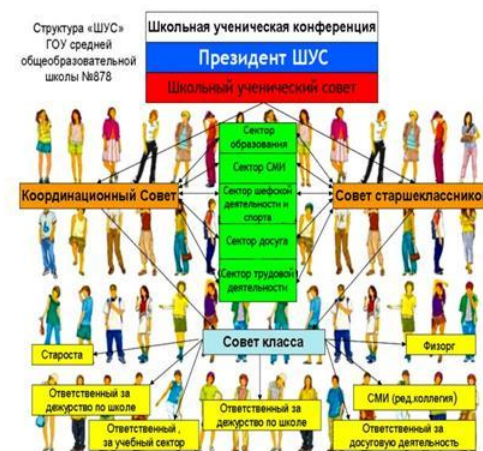 Структура «ШУС»
ГОУ средней
общеобразовательной
школы №878
Школьная ученическая конференция
Президент ШУС
Школьный ученический совет
Сектор
образования
Сектор СМИ
Координационный Совет
Сектор шефской
деятельности и
спорта
Совет старшеклассников
Сектор досуга
Сектор трудовой
деятельности
Совет класса
Староста
Физорг
Ответственный за
дежурство по школе
Ответственный ,
за учебный сектор
Ответственный за
дежурство по школе
СМИ (ред.коллегия)
Ответственный за
досуговую деятельность